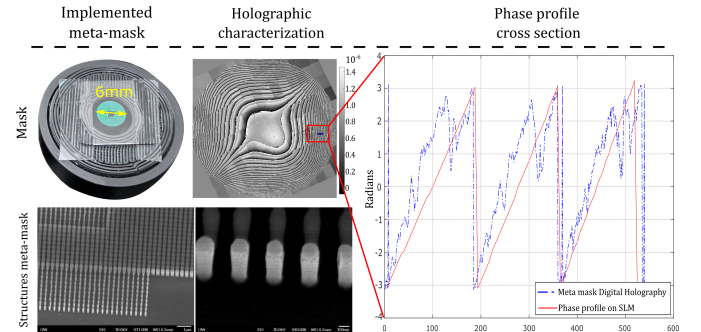 Implemented
meta-mask
Holographic
characterization
Phase profile
cross section
Mask
6mm
10⁻⁶
1.4
1.2
1.0
0.8
0.6
0.4
0.2
0
Structures meta-mask
Radians
4
3
2
1
0
-1
-2
-3
-4
0
100
200
300
400
500
600
Meta mask Digital Holography
Phase profile on SLM